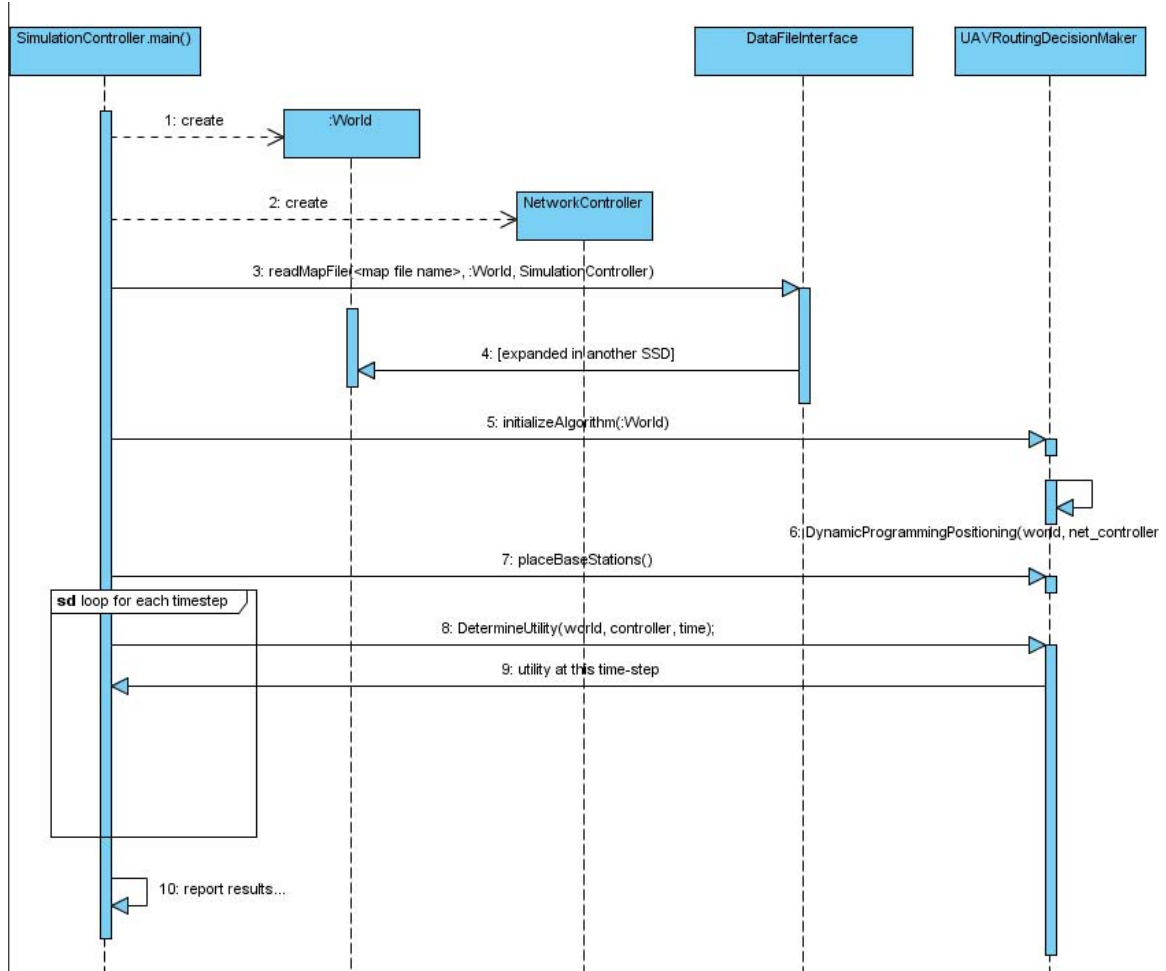 SimulationController.main()
DataFileInterface
UAVRoutingDecisionMaker
1: create
:World
2: create
NetworkController
3: readMapFile(<map file name>, :World, SimulationController)
4: [expanded in another SSD]
5: initializeAlgorithm(:World)
6: DynamicProgrammingPositioning(world, net_controller
7: placeBaseStations()
sd loop for each timestep
8: DetermineUtility(world, controller, time);
9: utility at this time-step
10: report results...